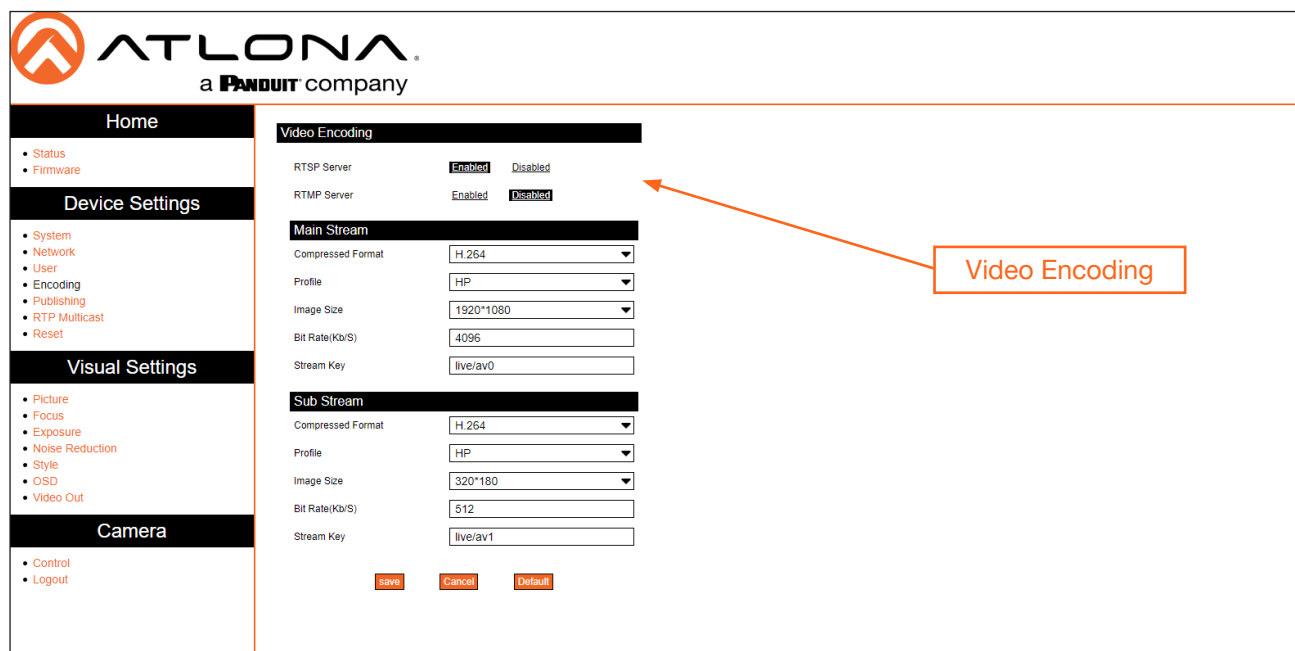 ATLONA®
a PANDUIT™ company
Home
Status
Firmware
Device Settings
System
Network
User
Encoding
Publishing
RTP Multicast
Reset
Visual Settings
Picture
Focus
Exposure
Noise Reduction
Style
OSD
Video Out
Camera
Control
Logout
Video Encoding
RTSP Server Enabled Disabled
RTMP Server Enabled Disabled
Main Stream
Compressed Format H.264
Profile HP
Image Size 1920*1080
Bit Rate(Kb/S) 4096
Stream Key live/av0
Sub Stream
Compressed Format H.264
Profile HP
Image Size 320*180
Bit Rate(Kb/S) 512
Stream Key live/av1
save Cancel Default
Video Encoding